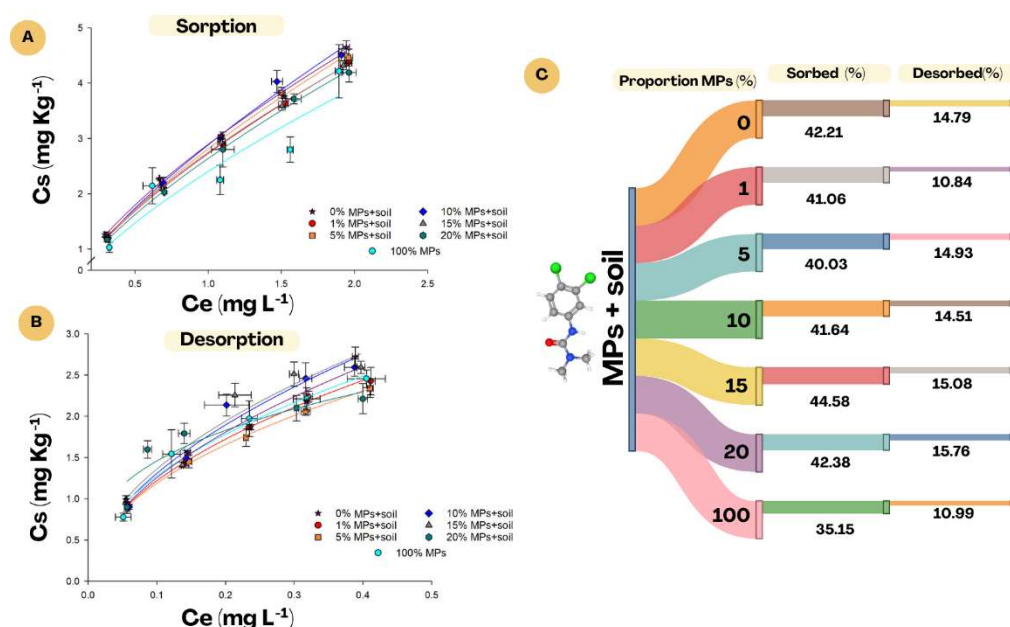 A
Sorption
Cs (mg Kg⁻¹)
5
4
3
2
1
0
0% MPs+soil
1% MPs+soil
5% MPs+soil
10% MPs+soil
15% MPs+soil
20% MPs+soil
100% MPs
0.0 0.5 1.0 1.5 2.0 2.5
Ce (mg L⁻¹)
B
Desorption
Cs (mg Kg⁻¹)
3.0
2.5
2.0
1.5
1.0
0.5
0.0
0% MPs+soil
1% MPs+soil
5% MPs+soil
10% MPs+soil
15% MPs+soil
20% MPs+soil
100% MPs
0.0 0.1 0.2 0.3 0.4 0.5
Ce (mg L⁻¹)
C
Proportion MPs (%) Sorbed (%) Desorbed(%)
MPs + soil
0 42.21 14.79
1 41.06 10.84
5 40.03 14.93
10 41.64 14.51
15 44.58 15.08
20 42.38 15.76
100 35.15 10.99